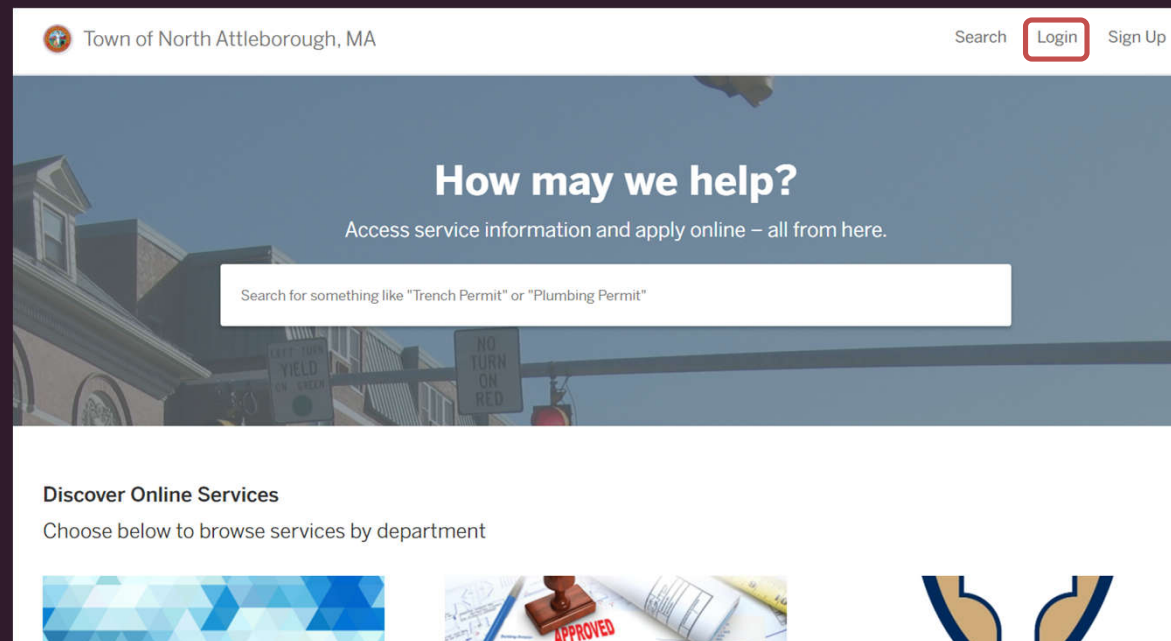 Town of North Attleborough, MA
Search Login Sign Up
How may we help?
Access service information and apply online – all from here.
Search for something like "Trench Permit" or "Plumbing Permit"
LEFT TURN
YIELD
ON GREEN
NO
TURN
ON
RED
Discover Online Services
Choose below to browse services by department
APPROVED